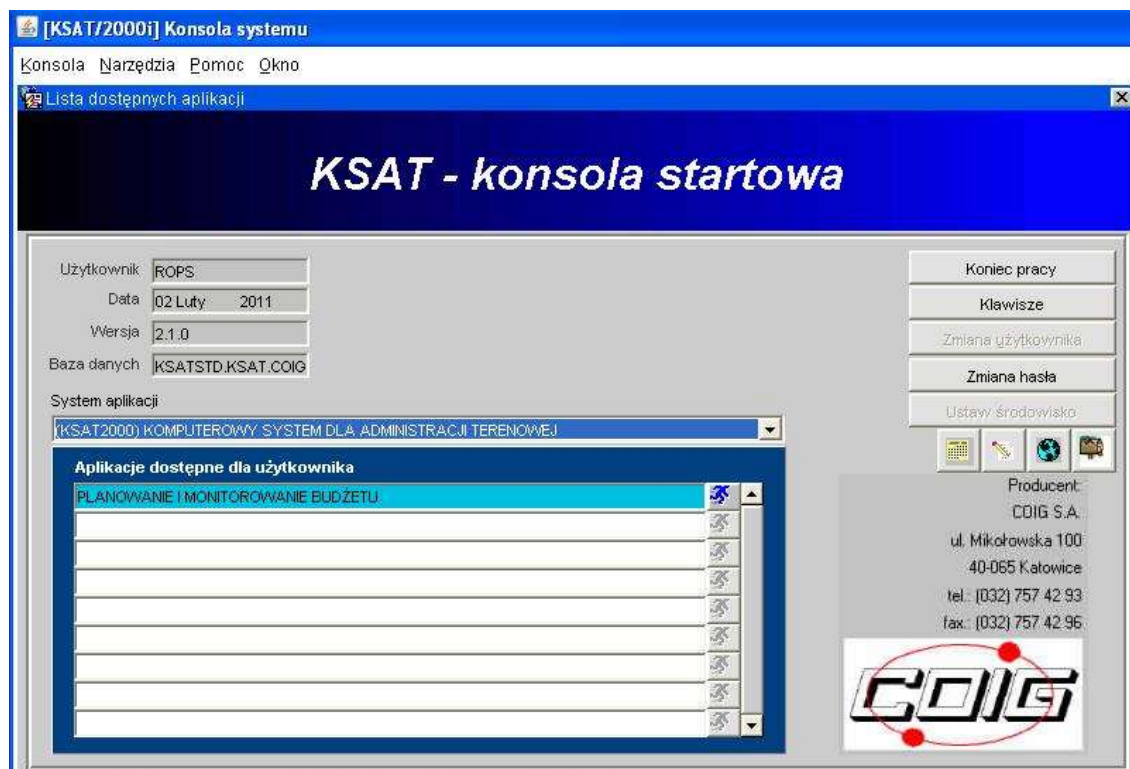 [KSAT/2000i] Konsola systemu
Konsola Narzędzia Pomoc Okno
Lista dostępnych aplikacji
KSAT - konsola startowa
Użytkownik ROPS
Data 02 Luty 2011
Wersja 2.1.0
Baza danych KSATSTD.KSAT.COIG
System aplikacji
(KSAT2000) KOMPUTEROWY SYSTEM DLA ADMINISTRACJI TERENOWEJ
Aplikacje dostępne dla użytkownika
PLANOWANIE I MONITOROWANIE BUDŻETU
Koniec pracy
Klawisze
Zmiana użytkownika
Zmiana hasła
Ustaw środowisko
Producent:
COIG S.A.
ul. Mikołowska 100
40-065 Katowice
tel.: (032) 757 42 93
fax.: (032) 757 42 96
COIG